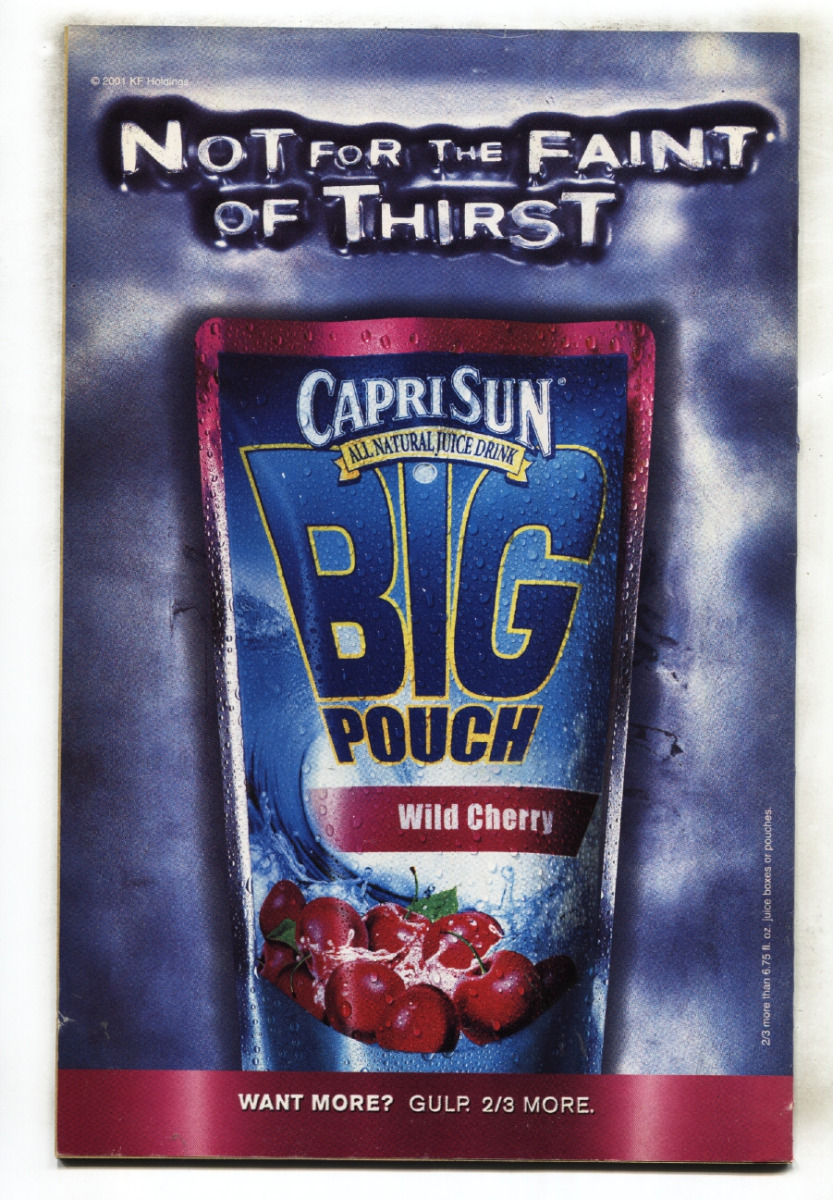 © 2001 KF Holdings
NOT FOR THE FAINT
OF THIRST
CAPRI SUN®
ALL NATURAL JUICE DRINK
BIG
POUCH
Wild Cherry
2/3 more than 6.75 fl. oz. juice boxes or pouches.
WANT MORE? GULP. 2/3 MORE.